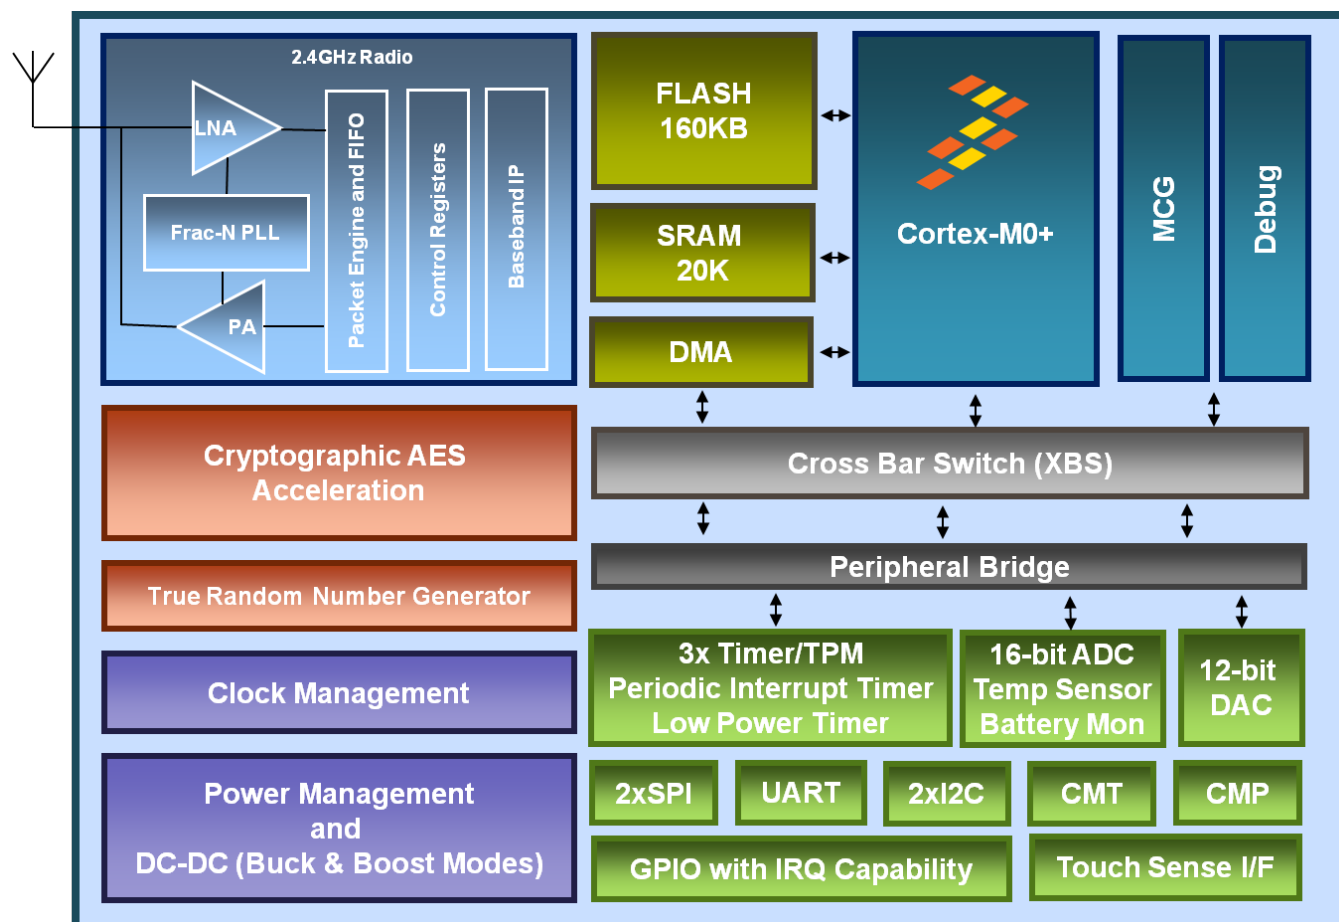 2.4GHz Radio
LNA
Frac-N PLL
PA
Packet Engine and FIFO
Control Registers
Baseband IP
FLASH
160KB
SRAM
20K
DMA
Cortex-M0+
MCG
Debug
Cryptographic AES
Acceleration
True Random Number Generator
Clock Management
Power Management
and
DC-DC (Buck & Boost Modes)
Cross Bar Switch (XBS)
Peripheral Bridge
3x Timer/TPM
Periodic Interrupt Timer
Low Power Timer
16-bit ADC
Temp Sensor
Battery Mon
12-bit
DAC
2xSPI
UART
2xI2C
CMT
CMP
GPIO with IRQ Capability
Touch Sense I/F